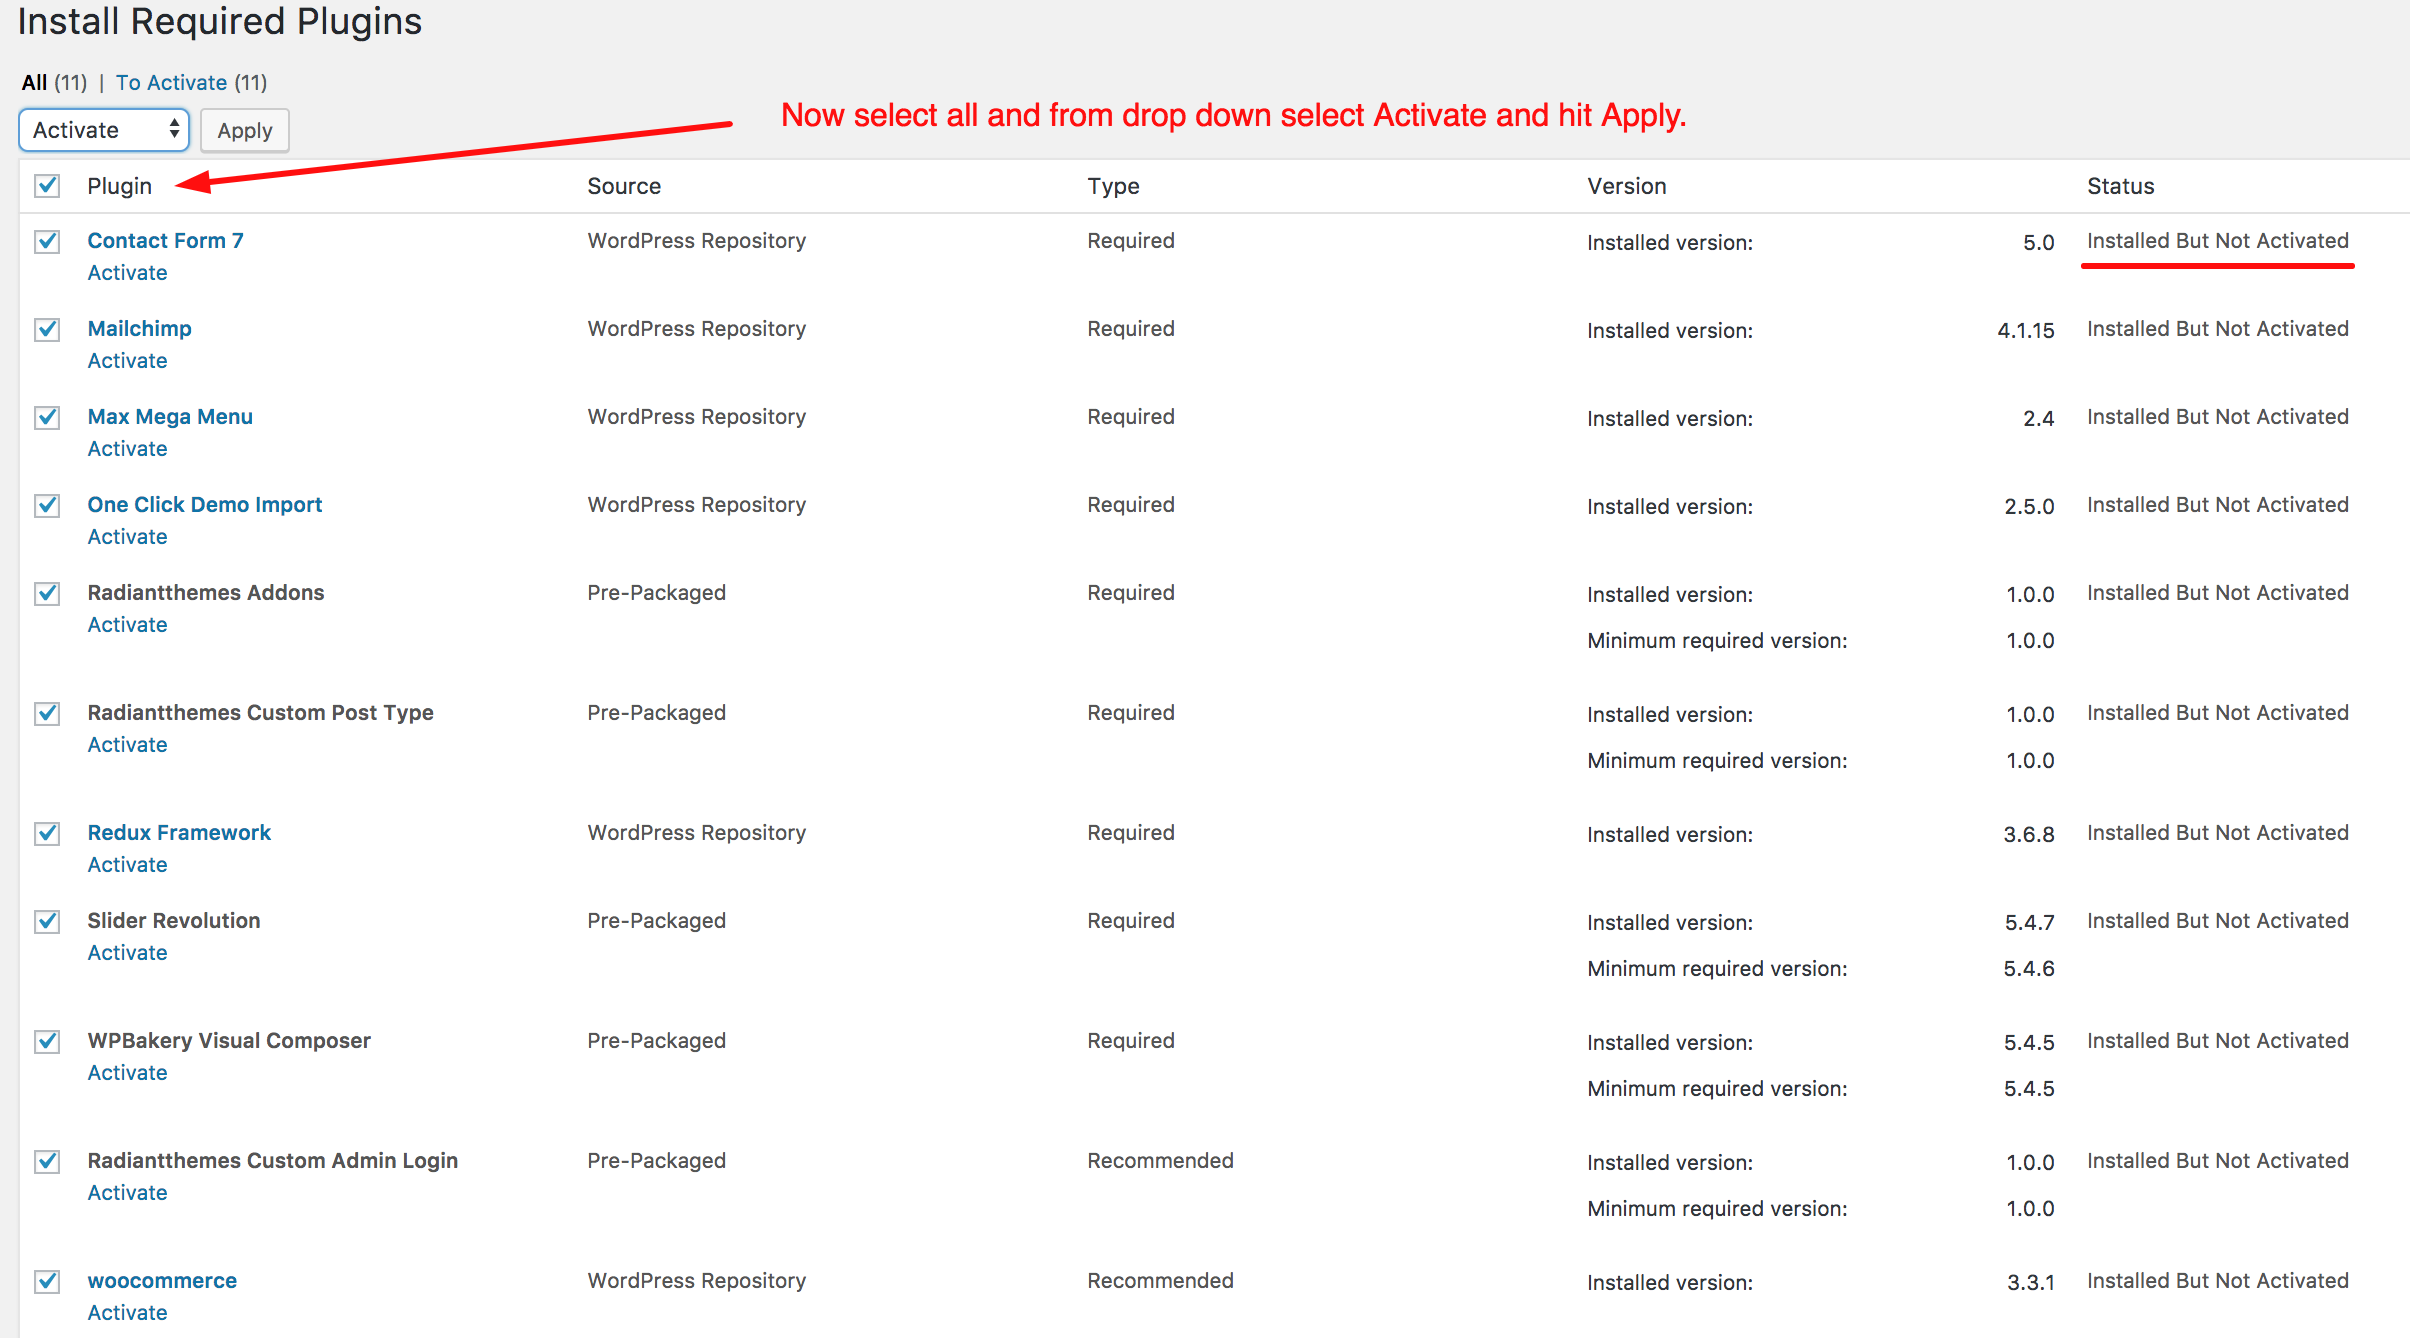 Install Required Plugins
All (11) | To Activate (11)
Now select all and from drop down select Activate and hit Apply.
Activate Apply
Plugin Source Type Version Status
Contact Form 7 WordPress Repository Required Installed version: 5.0 Installed But Not Activated
Activate
Mailchimp WordPress Repository Required Installed version: 4.1.15 Installed But Not Activated
Activate
Max Mega Menu WordPress Repository Required Installed version: 2.4 Installed But Not Activated
Activate
One Click Demo Import WordPress Repository Required Installed version: 2.5.0 Installed But Not Activated
Activate
Radiantthemes Addons Pre-Packaged Required Installed version: 1.0.0 Installed But Not Activated
Activate
Minimum required version: 1.0.0
Radiantthemes Custom Post Type Pre-Packaged Required Installed version: 1.0.0 Installed But Not Activated
Activate
Minimum required version: 1.0.0
Redux Framework WordPress Repository Required Installed version: 3.6.8 Installed But Not Activated
Activate
Slider Revolution Pre-Packaged Required Installed version: 5.4.7 Installed But Not Activated
Activate
Minimum required version: 5.4.6
WPBakery Visual Composer Pre-Packaged Required Installed version: 5.4.5 Installed But Not Activated
Activate
Minimum required version: 5.4.5
Radiantthemes Custom Admin Login Pre-Packaged Recommended Installed version: 1.0.0 Installed But Not Activated
Activate
Minimum required version: 1.0.0
woocommerce WordPress Repository Recommended Installed version: 3.3.1 Installed But Not Activated
Activate